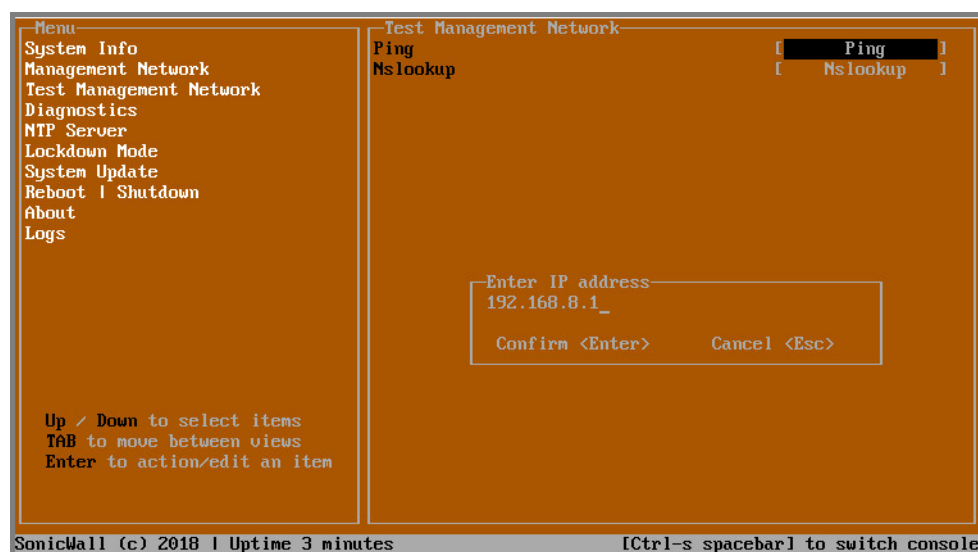 Menu
System Info
Management Network
Test Management Network
Diagnostics
NTP Server
Lockdown Mode
System Update
Reboot | Shutdown
About
Logs
Up / Down to select items
TAB to move between views
Enter to action/edit an item
Test Management Network
Ping [ Ping ]
Nslookup [ Nslookup ]
Enter IP address
192.168.8.1_
Confirm <Enter> Cancel <Esc>
SonicWall (c) 2018 | Uptime 3 minutes [Ctrl-s spacebar] to switch console